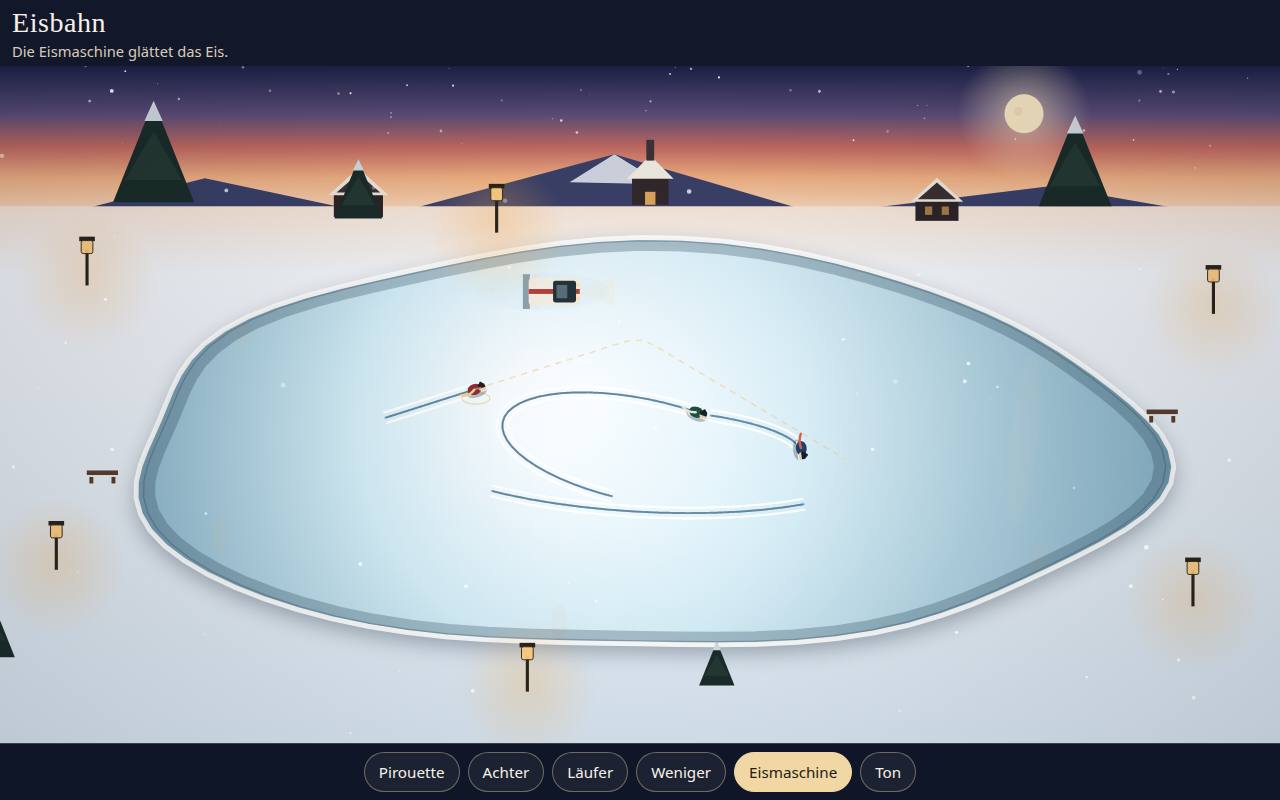 Eisbahn
Die Eismaschine glättet das Eis.
Pirouette
Achter
Läufer
Weniger
Eismaschine
Ton